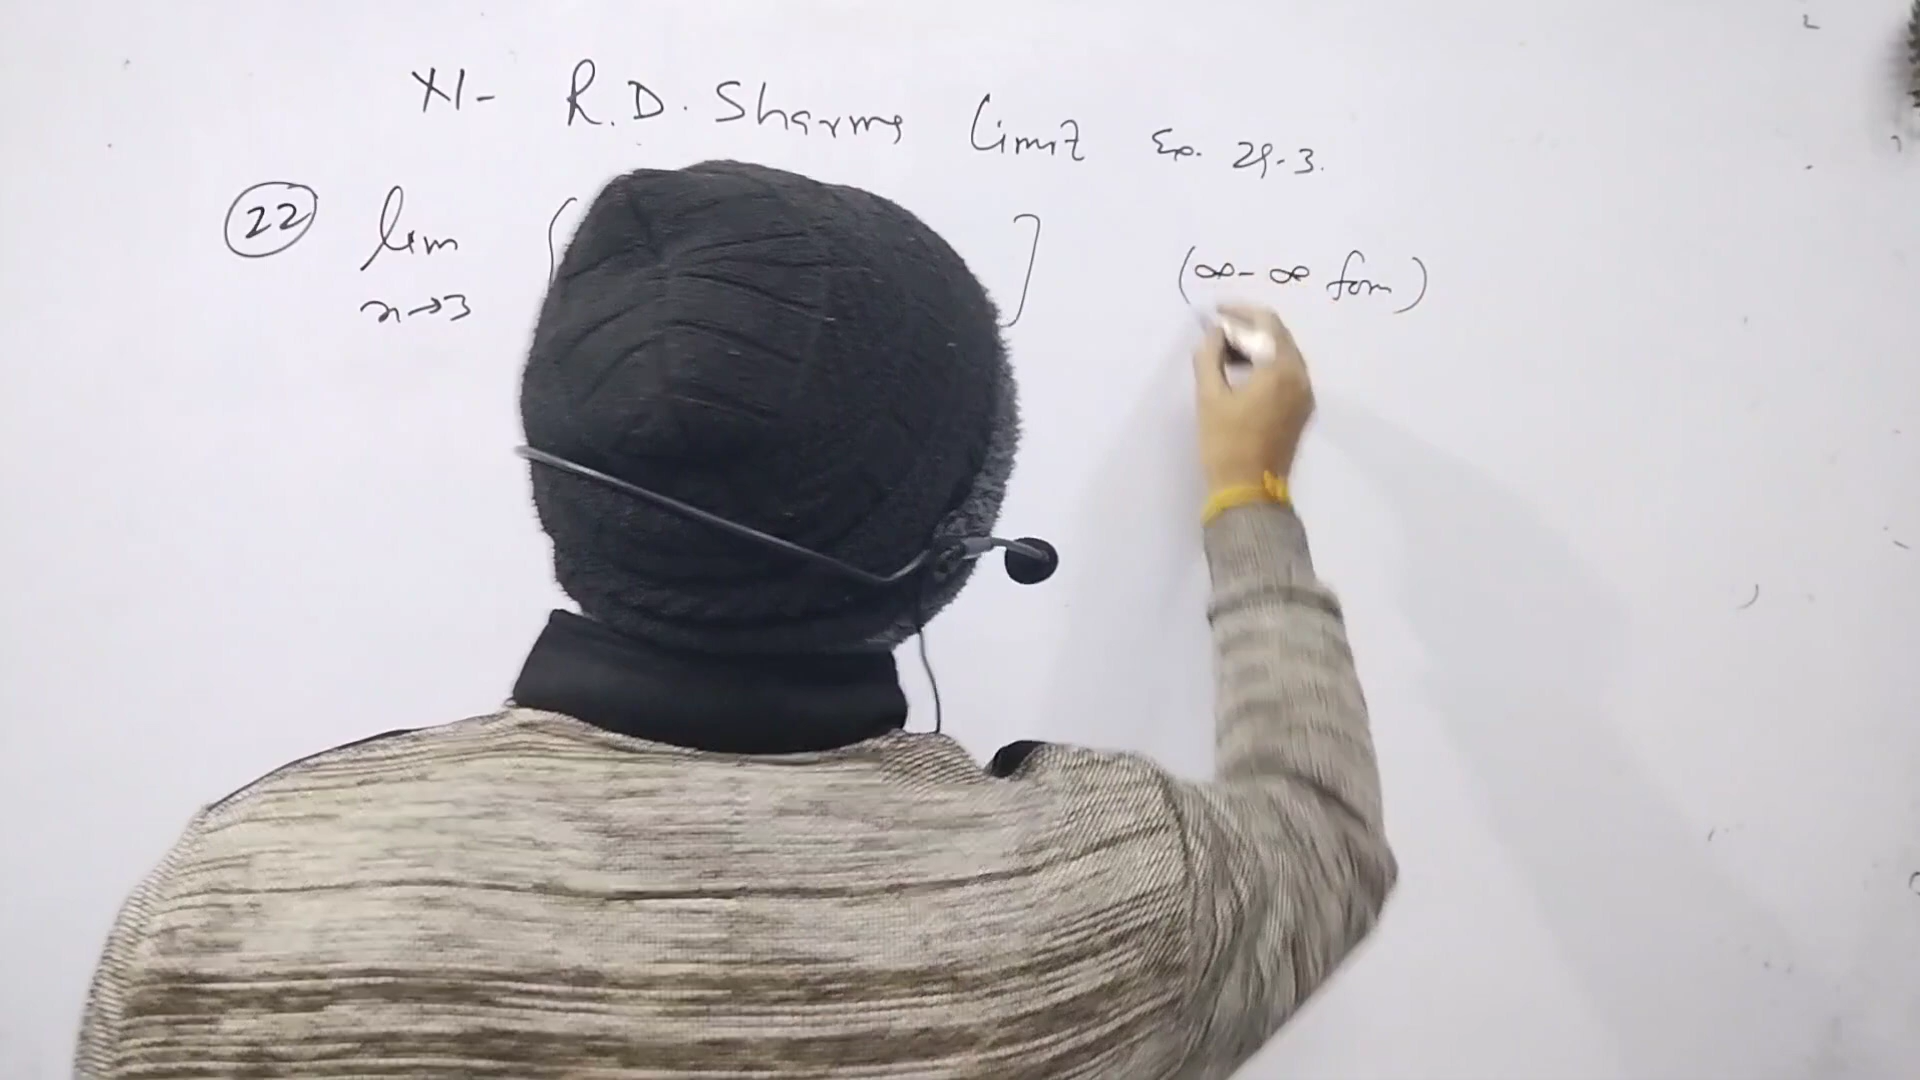 XI- R.D. Sharma Limit Ex. 29.3.
22 lim [ ] (∞-∞ form)
x→3